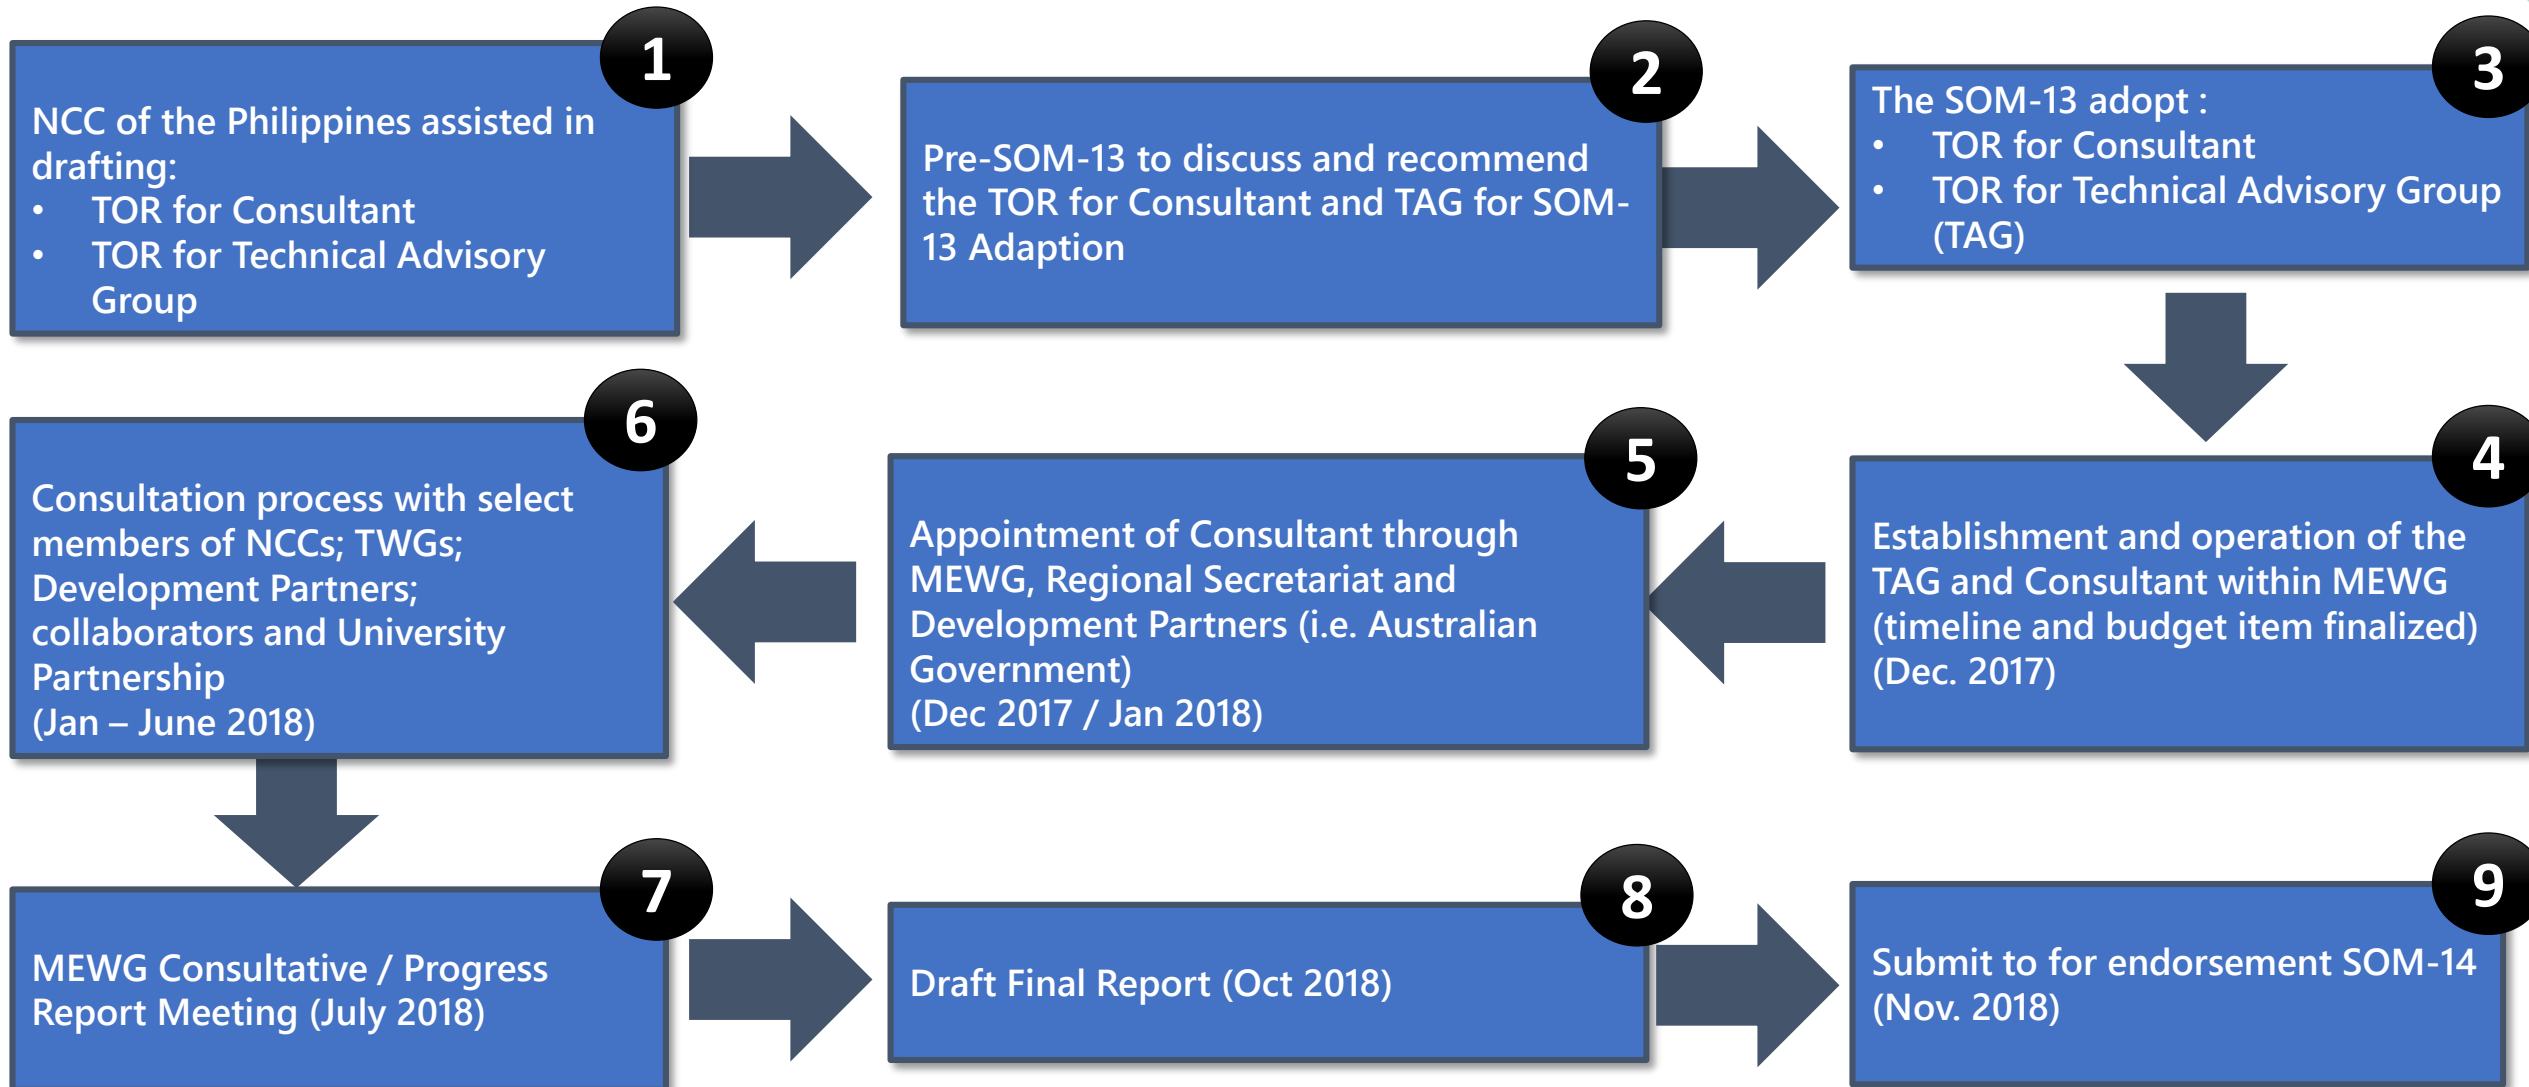 1
NCC of the Philippines assisted in
drafting:
• TOR for Consultant
• TOR for Technical Advisory
Group
2
Pre-SOM-13 to discuss and recommend
the TOR for Consultant and TAG for SOM-
13 Adaption
3
The SOM-13 adopt :
• TOR for Consultant
• TOR for Technical Advisory Group
(TAG)
4
Establishment and operation of the
TAG and Consultant within MEWG
(timeline and budget item finalized)
(Dec. 2017)
5
Appointment of Consultant through
MEWG, Regional Secretariat and
Development Partners (i.e. Australian
Government)
(Dec 2017 / Jan 2018)
6
Consultation process with select
members of NCCs; TWGs;
Development Partners;
collaborators and University
Partnership
(Jan – June 2018)
7
MEWG Consultative / Progress
Report Meeting (July 2018)
8
Draft Final Report (Oct 2018)
9
Submit to for endorsement SOM-14
(Nov. 2018)